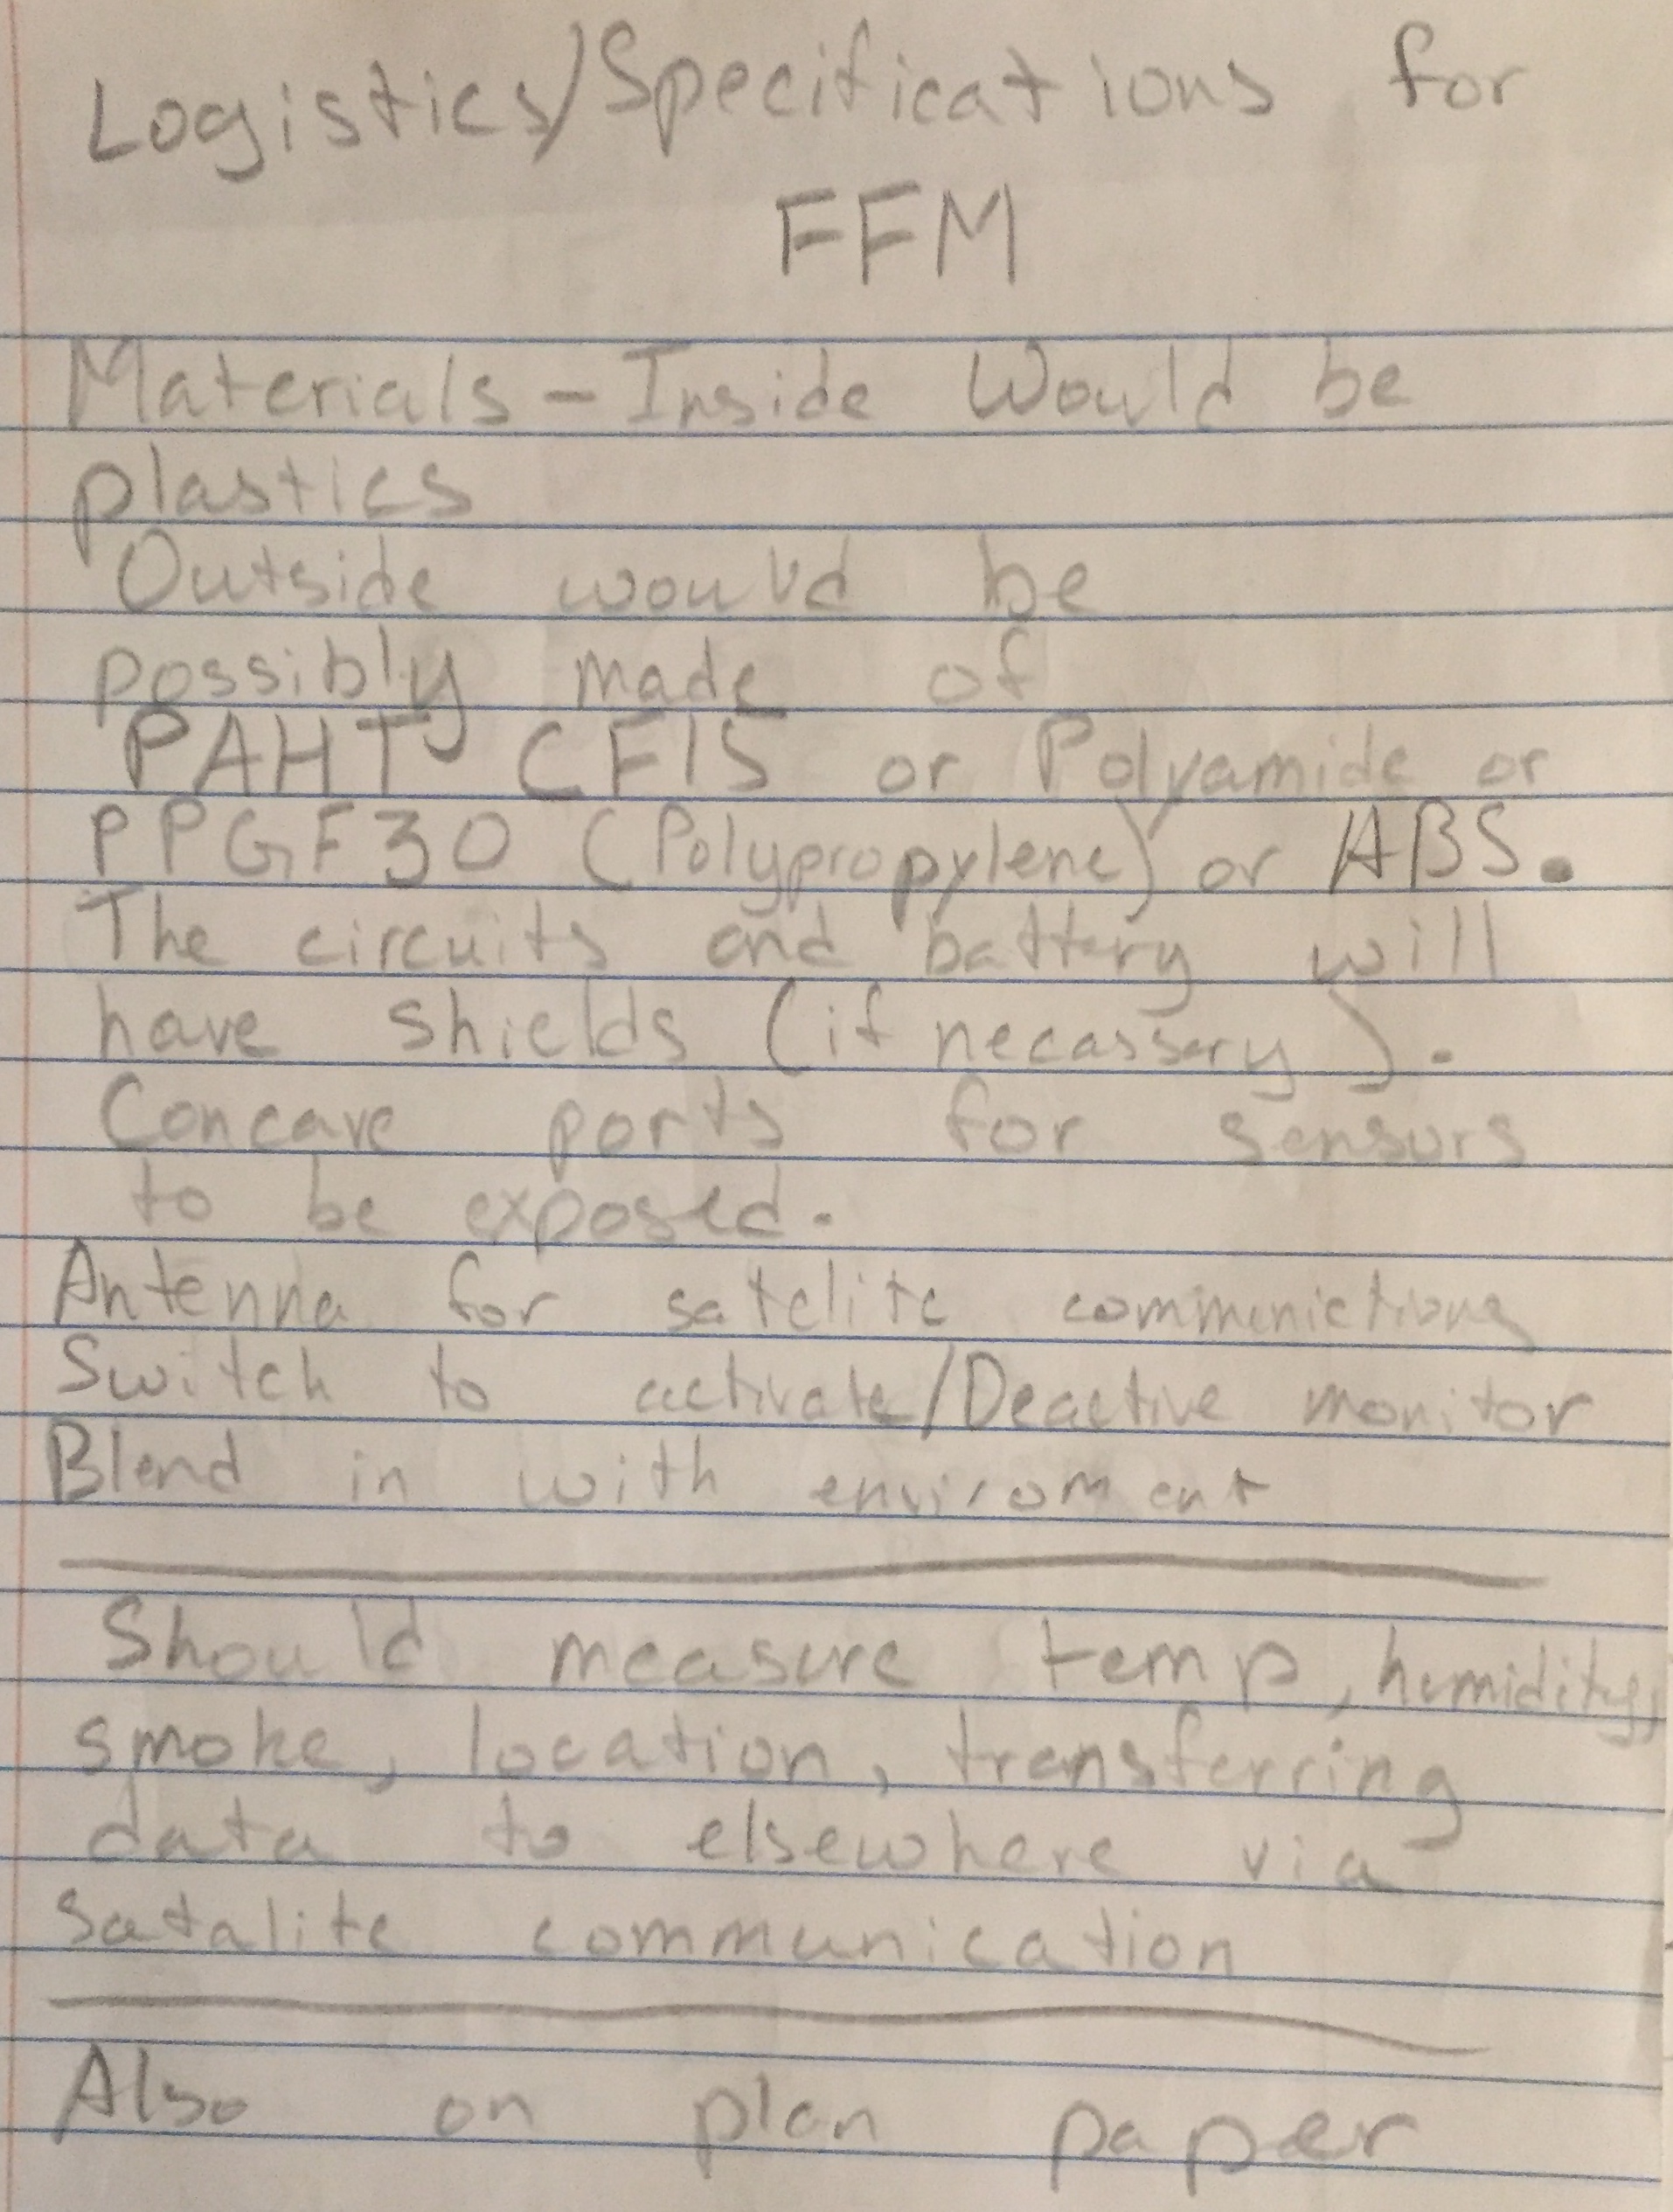 Logistics/Specifications for
FFM
Materials - Inside Would be
plastics
Outside would be
possibly made of
PAHT CF15 or Polyamide or
PPGF30 (Polypropylene) or ABS.
The circuits and battery will
have shields (if necassary).
Concave ports for sensors
to be exposed.
Antenna for satelite communictions
Switch to activate/Deactive monitor
Blend in with enviroment
Should measure temp, humidity,
smoke, location, transferring
data to elsewhere via
satalite communication
Also on plan paper